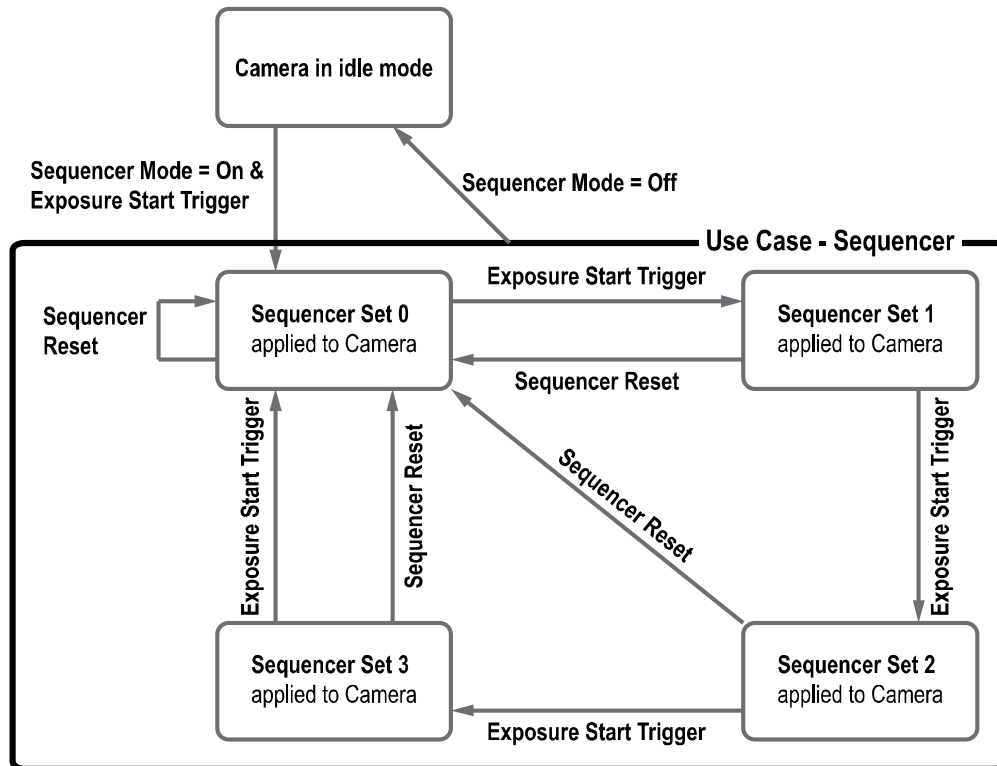 Camera in idle mode
Sequencer Mode = On &
Exposure Start Trigger
Sequencer Mode = Off
Use Case - Sequencer
Sequencer
Reset
Sequencer Set 0
applied to Camera
Exposure Start Trigger
Sequencer Set 1
applied to Camera
Sequencer Reset
Exposure Start Trigger
Sequencer Reset
Sequencer Reset
Exposure Start Trigger
Sequencer Set 3
applied to Camera
Sequencer Set 2
applied to Camera
Exposure Start Trigger